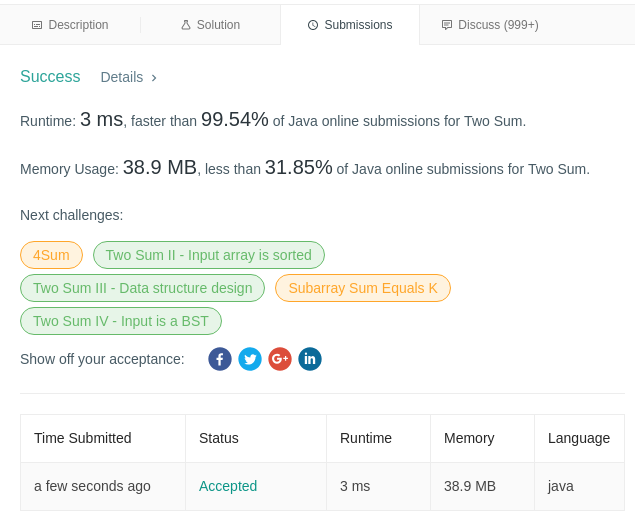 Description Solution Submissions Discuss (999+)
Success Details >
Runtime: 3 ms, faster than 99.54% of Java online submissions for Two Sum.
Memory Usage: 38.9 MB, less than 31.85% of Java online submissions for Two Sum.
Next challenges:
4Sum Two Sum II - Input array is sorted
Two Sum III - Data structure design Subarray Sum Equals K
Two Sum IV - Input is a BST
Show off your acceptance: f G+ in
Time Submitted Status Runtime Memory Language
a few seconds ago Accepted 3 ms 38.9 MB java